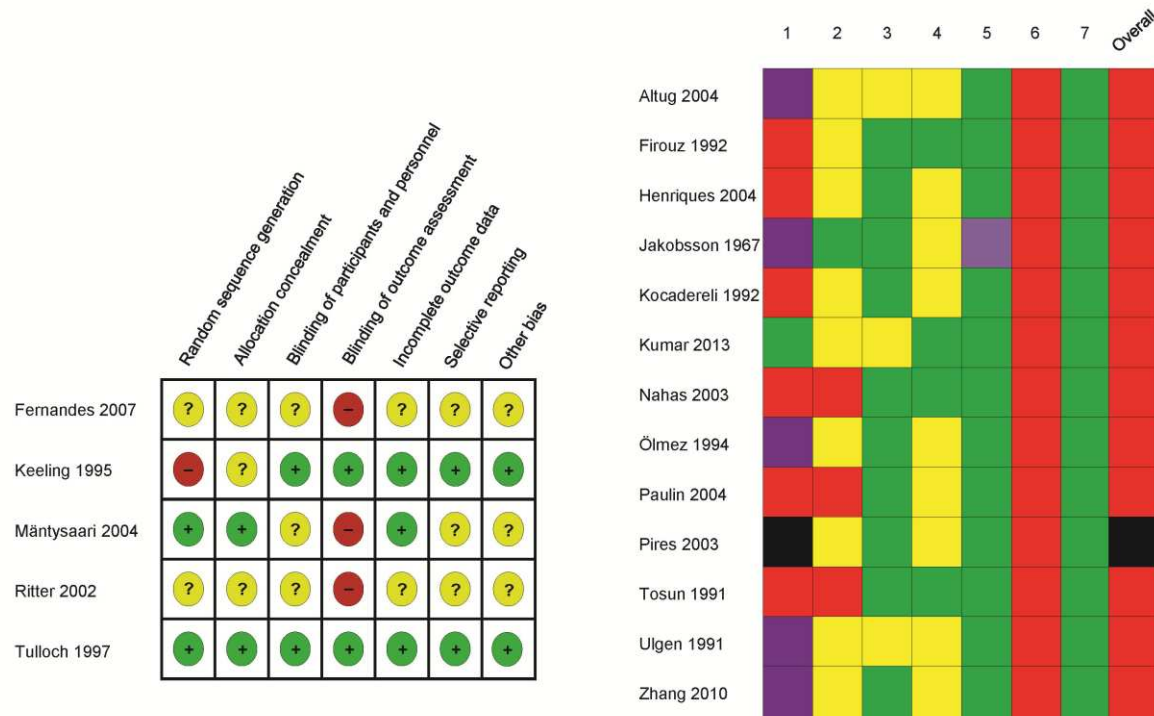 Random sequence generation
Allocation concealment
Blinding of participants and personnel
Blinding of outcome assessment
Incomplete outcome data
Selective reporting
Other bias
Fernandes 2007 ? ? ? – ? ? ?
Keeling 1995 – ? + + + + +
Mäntysaari 2004 + + ? – + ? ?
Ritter 2002 ? ? ? – ? ? ?
Tulloch 1997 + + + + + + +
1 2 3 4 5 6 7 Overall
Altug 2004
Firouz 1992
Henriques 2004
Jakobsson 1967
Kocadereli 1992
Kumar 2013
Nahas 2003
Ölmez 1994
Paulin 2004
Pires 2003
Tosun 1991
Ulgen 1991
Zhang 2010